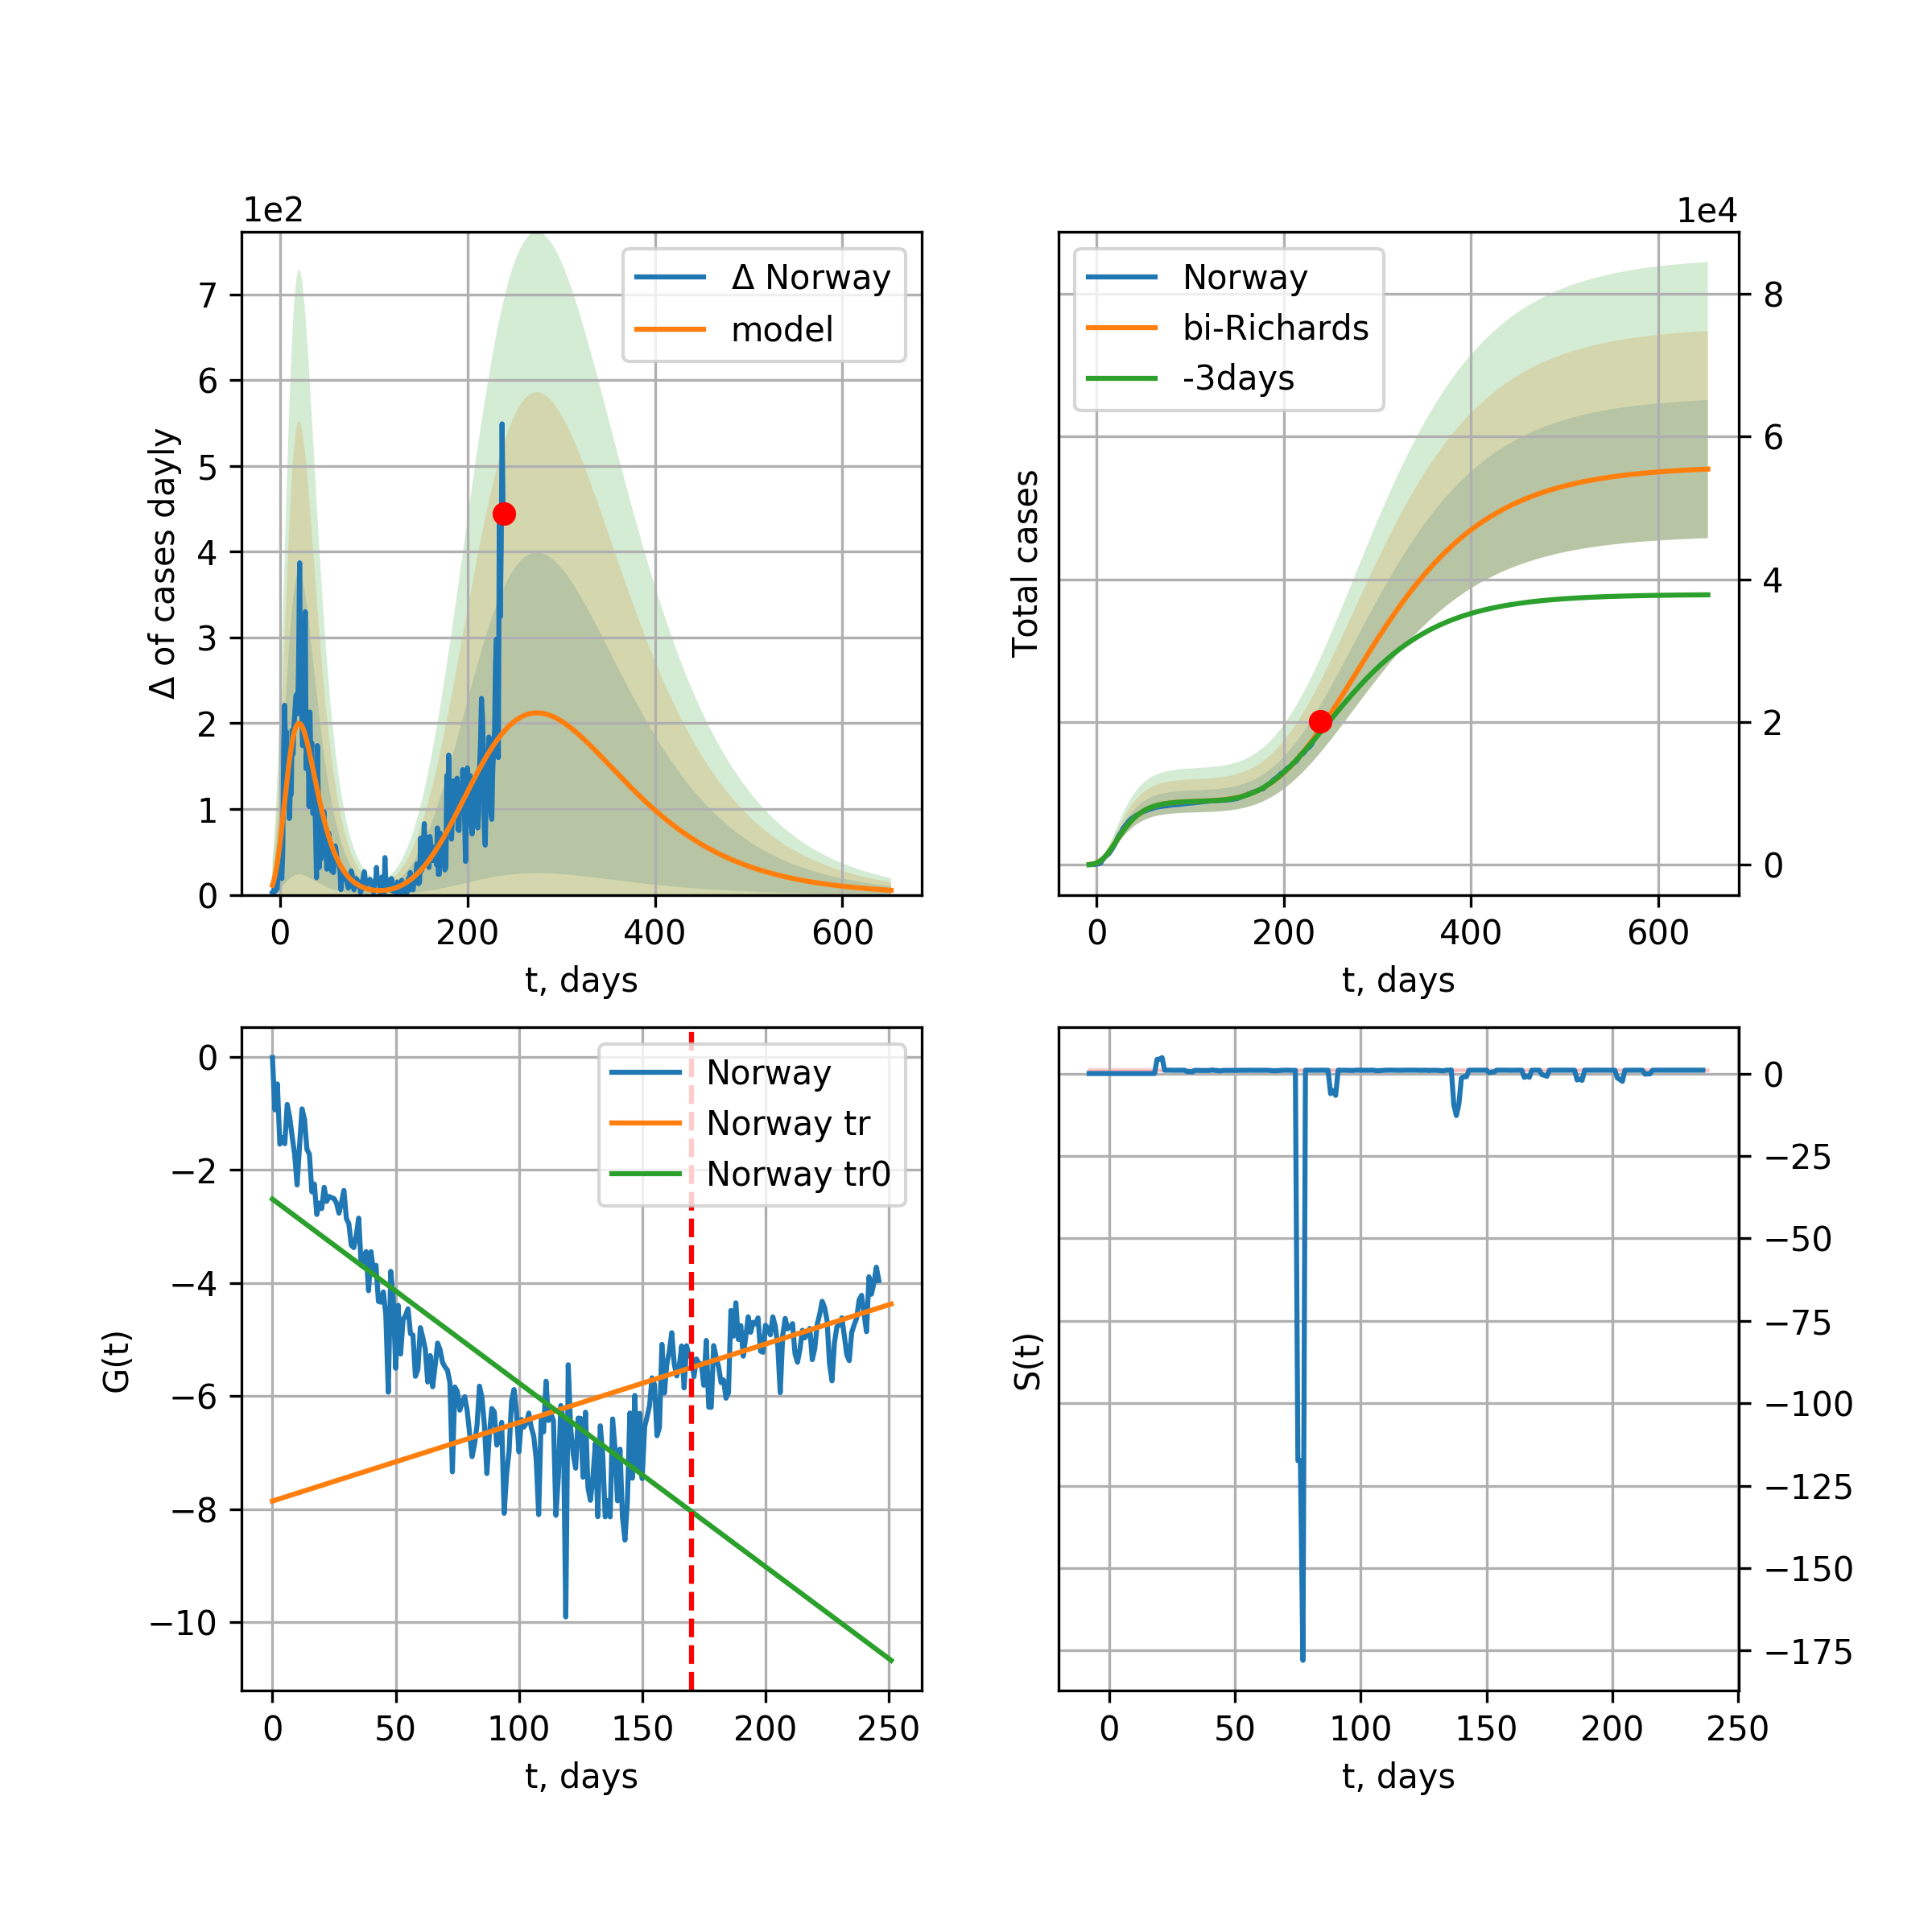 1e2
Δ of cases dayly
7
6
5
4
3
2
1
0
0 200 400 600
t, days
Δ Norway
model
1e4
Total cases
8
6
4
2
0
0 200 400 600
t, days
Norway
bi-Richards
-3days
G(t)
0
−2
−4
−6
−8
−10
0 50 100 150 200 250
t, days
Norway
Norway tr
Norway tr0
S(t)
0
−25
−50
−75
−100
−125
−150
−175
0 50 100 150 200 250
t, days